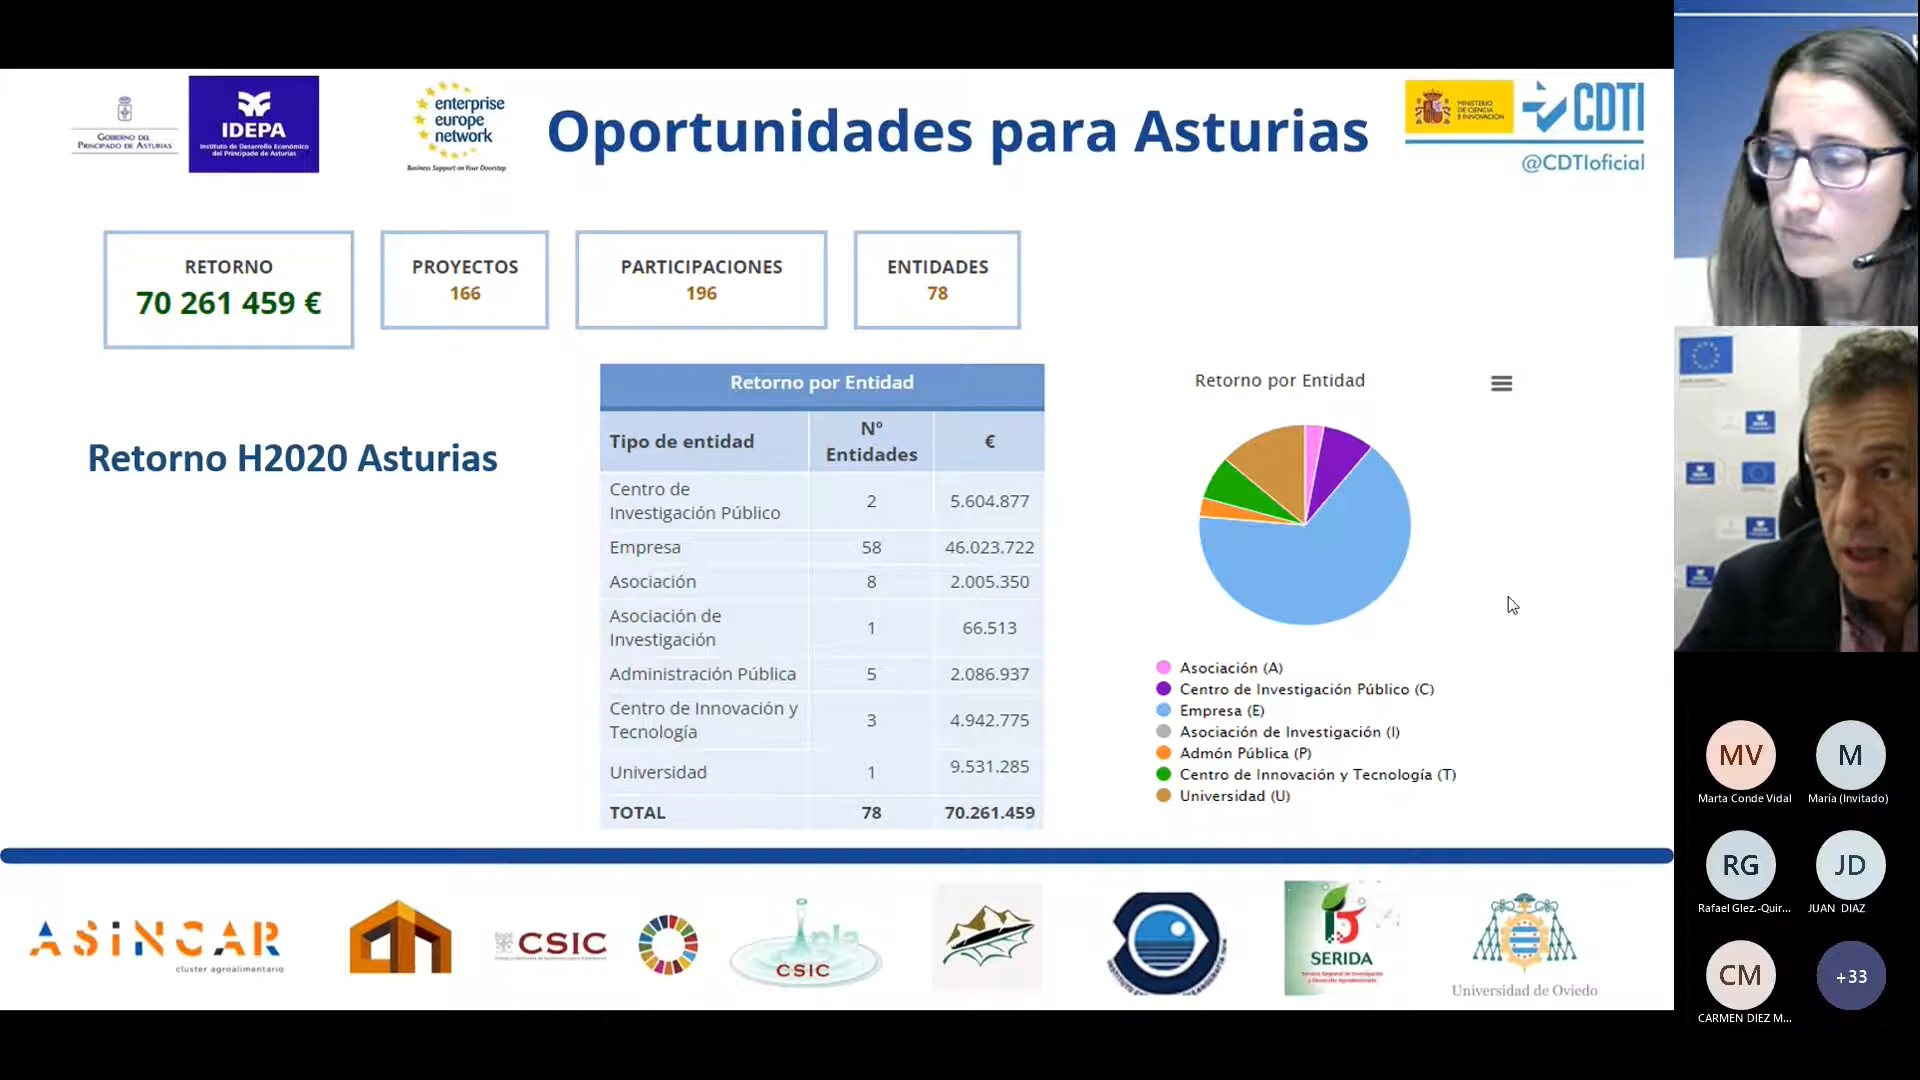 GOBIERNO DEL
PRINCIPADO DE ASTURIAS
IDEPA
Instituto de Desarrollo Económico
del Principado de Asturias
enterprise
europe
network
Business Support on Your Doorstep
Oportunidades para Asturias
MINISTERIO
DE CIENCIA
E INNOVACIÓN
CDTI
@CDTIoficial
RETORNO
70 261 459 €
PROYECTOS
166
PARTICIPACIONES
196
ENTIDADES
78
Retorno H2020 Asturias
Retorno por Entidad
Tipo de entidad Nº Entidades €
Centro de Investigación Público 2 5.604.877
Empresa 58 46.023.722
Asociación 8 2.005.350
Asociación de Investigación 1 66.513
Administración Pública 5 2.086.937
Centro de Innovación y Tecnología 3 4.942.775
Universidad 1 9.531.285
TOTAL 78 70.261.459
Retorno por Entidad
Asociación (A)
Centro de Investigación Público (C)
Empresa (E)
Asociación de Investigación (I)
Admón Pública (P)
Centro de Innovación y Tecnología (T)
Universidad (U)
ASINCAR
cluster agroalimentario
CSIC
ipla
CSIC
SERIDA
Servicio Regional de Investigación
y Desarrollo Agroalimentario
Universidad de Oviedo
MV
Marta Conde Vidal
M
María (Invitado)
RG
Rafael Glez.-Quir...
JD
JUAN DIAZ
CM
CARMEN DIEZ M...
+33